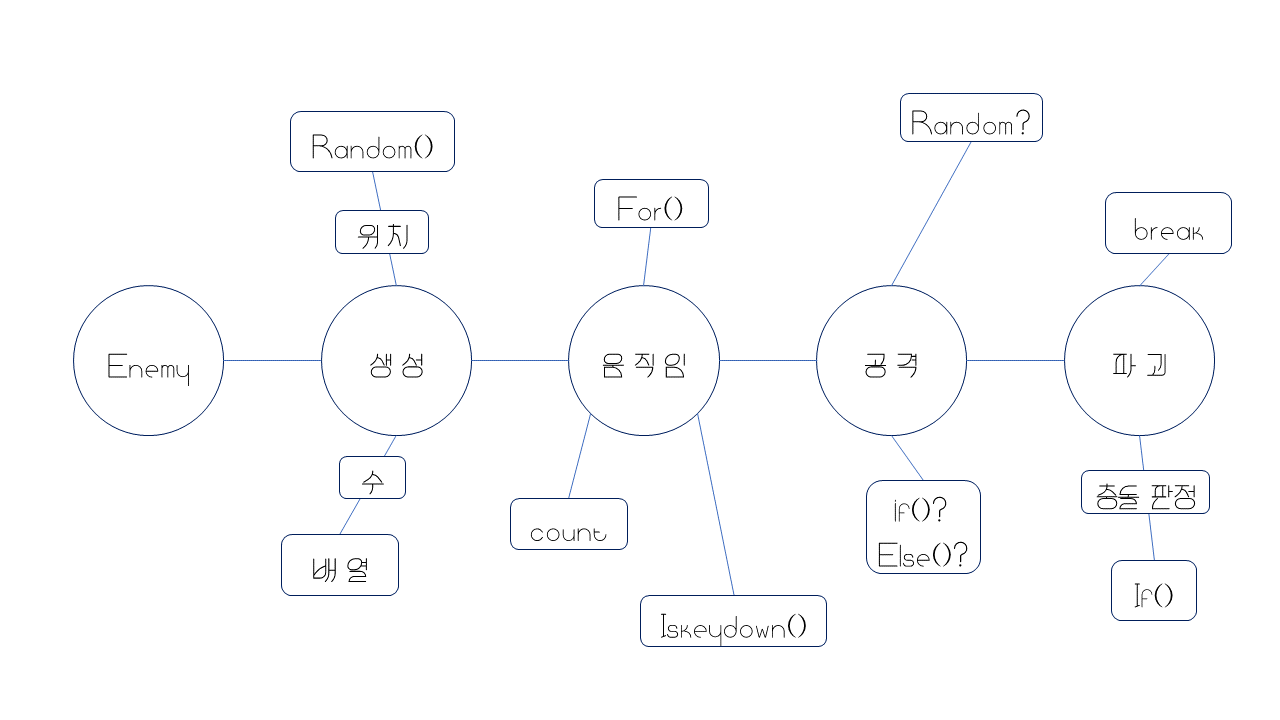 Random?
Random()
For()
break
위치
Enemy
생성
움직임
공격
파괴
수
충돌 판정
if()?
Else()?
count
배열
If()
Iskeydown()